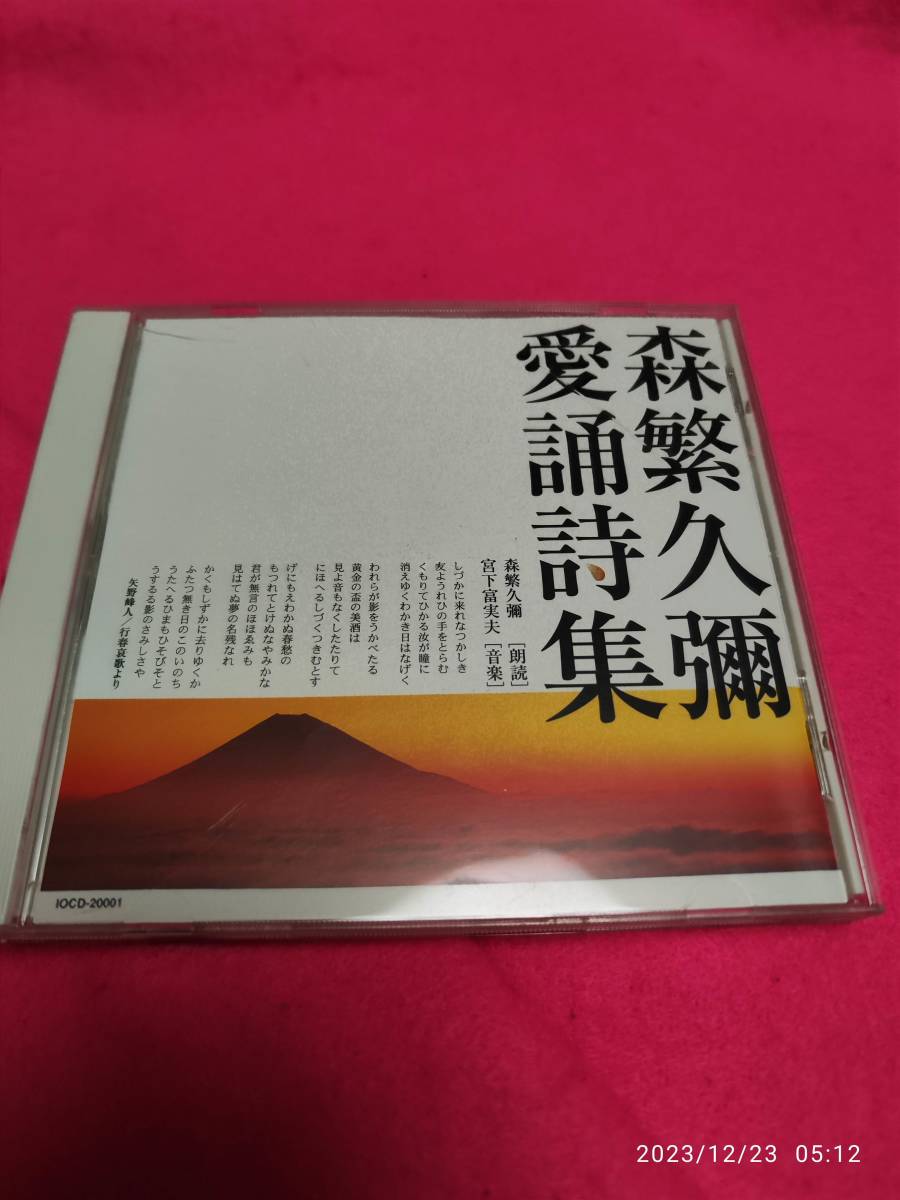 森繁久彌
愛誦詩集
森繁久彌 [朗読]
宮下富実夫 [音楽]
しづかに来れなつかしき
友ようれひの手をとらむ
くもりてひかる汝が瞳に
消えゆくわかき日はなげく
われらが影をうかべたる
黄金の盃の美酒は
見よ音もなくしたたりて
にほへるしづくつきむとす
げにもえわかぬ春愁の
もつれてとけぬなやみかな
君が無言のほほゑみも
見はてぬ夢の名残なれ
かくもしずかに去りゆくか
ふたつ無き日のこのいのち
うたへるひまもひそびそと
うするる影のさみしさや
矢野峰人／行春哀歌より
IOCD-20001
2023/12/23 05:12